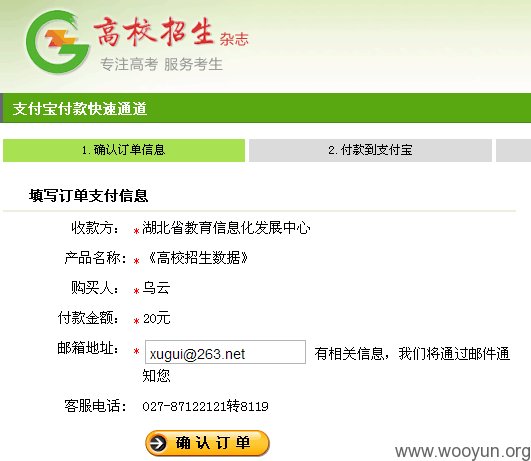 高校招生 杂志
专注高考 服务考生
支付宝付款快速通道
1.确认订单信息 2.付款到支付宝
填写订单支付信息
收款方: *湖北省教育信息化发展中心
产品名称: *《高校招生数据》
购买人: *乌云
付款金额: *20元
邮箱地址: * xugui@263.net 有相关信息，我们将通过邮件通
知您
客服电话: 027-87122121转8119
确认订单
www.wooyun.org